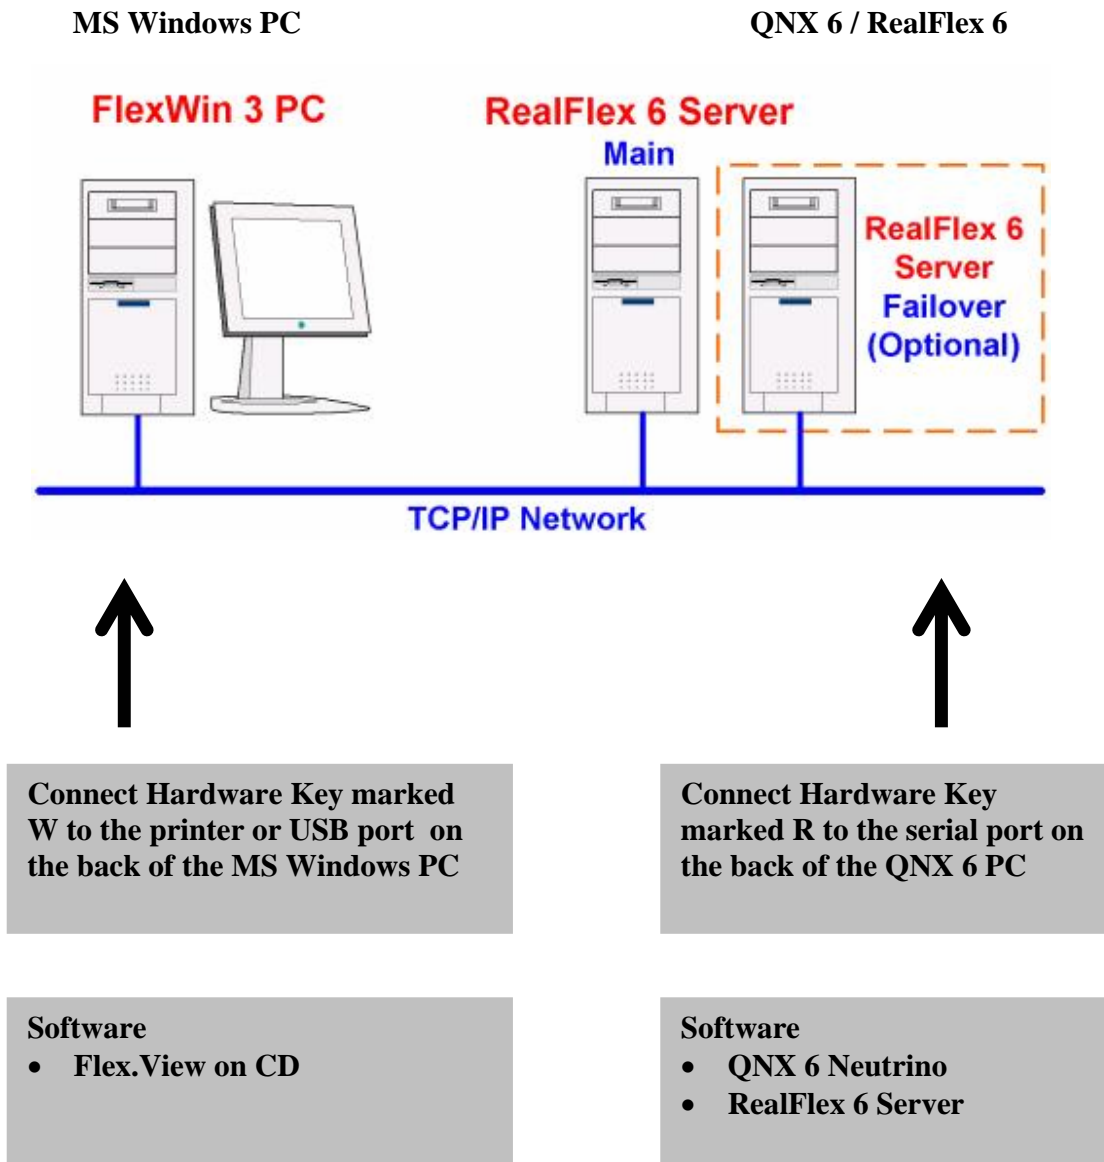 MS Windows PC
QNX 6 / RealFlex 6
FlexWin 3 PC
RealFlex 6 Server
Main
RealFlex 6
Server
Failover
(Optional)
TCP/IP Network
Connect Hardware Key marked
W to the printer or USB port on
the back of the MS Windows PC
Connect Hardware Key
marked R to the serial port on
the back of the QNX 6 PC
Software
• Flex.View on CD
Software
• QNX 6 Neutrino
• RealFlex 6 Server